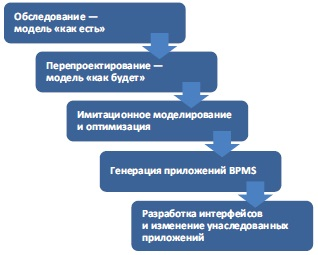 Обследование —
модель «как есть»
Перепроектирование —
модель «как будет»
Имитационное моделирование
и оптимизация
Генерация приложений BPMS
Разработка интерфейсов
и изменение унаследованных
приложений